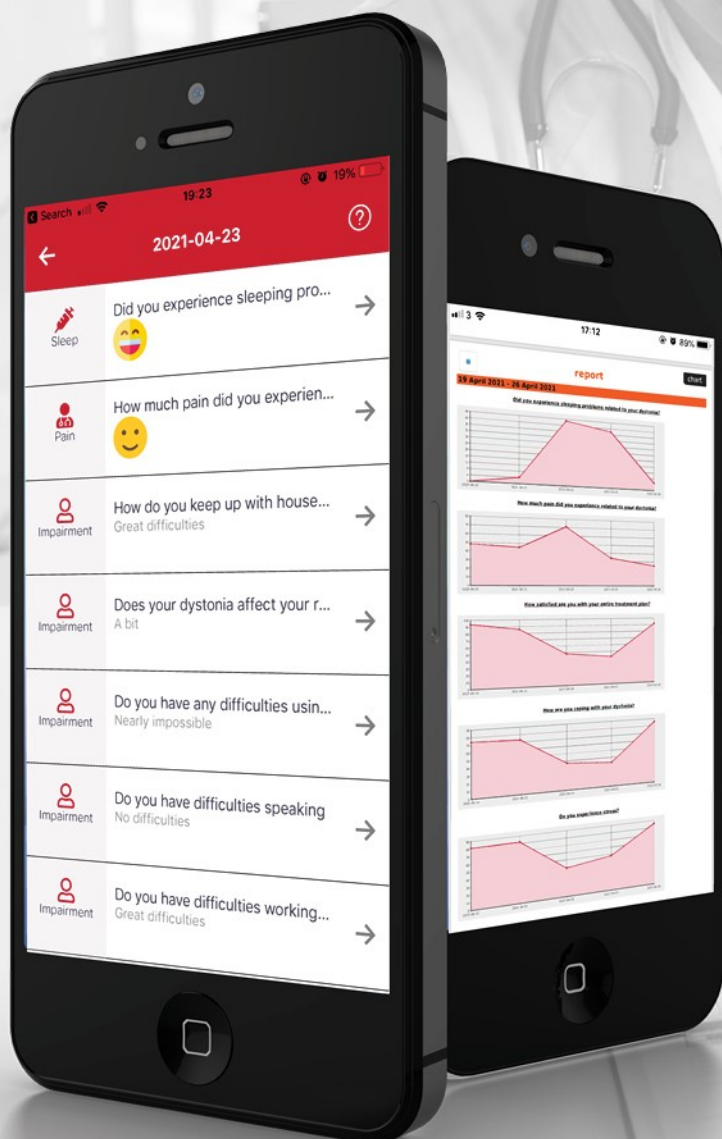 Search
19:23
19%
2021-04-23
?
Sleep
Did you experience sleeping pro...
Pain
How much pain did you experien...
Impairment
How do you keep up with house...
Great difficulties
Impairment
Does your dystonia affect your r...
A bit
Impairment
Do you have any difficulties usin...
Nearly impossible
Impairment
Do you have difficulties speaking
No difficulties
Impairment
Do you have difficulties working...
Great difficulties
3
17:12
89%
report
chart
19 April 2021 - 26 April 2021
Did you experience sleeping problems related to your dystonia?
How much pain did you experience related to your dystonia?
How satisfied are you with your entire treatment plan?
How are you coping with your dystonia?
Do you experience stress?